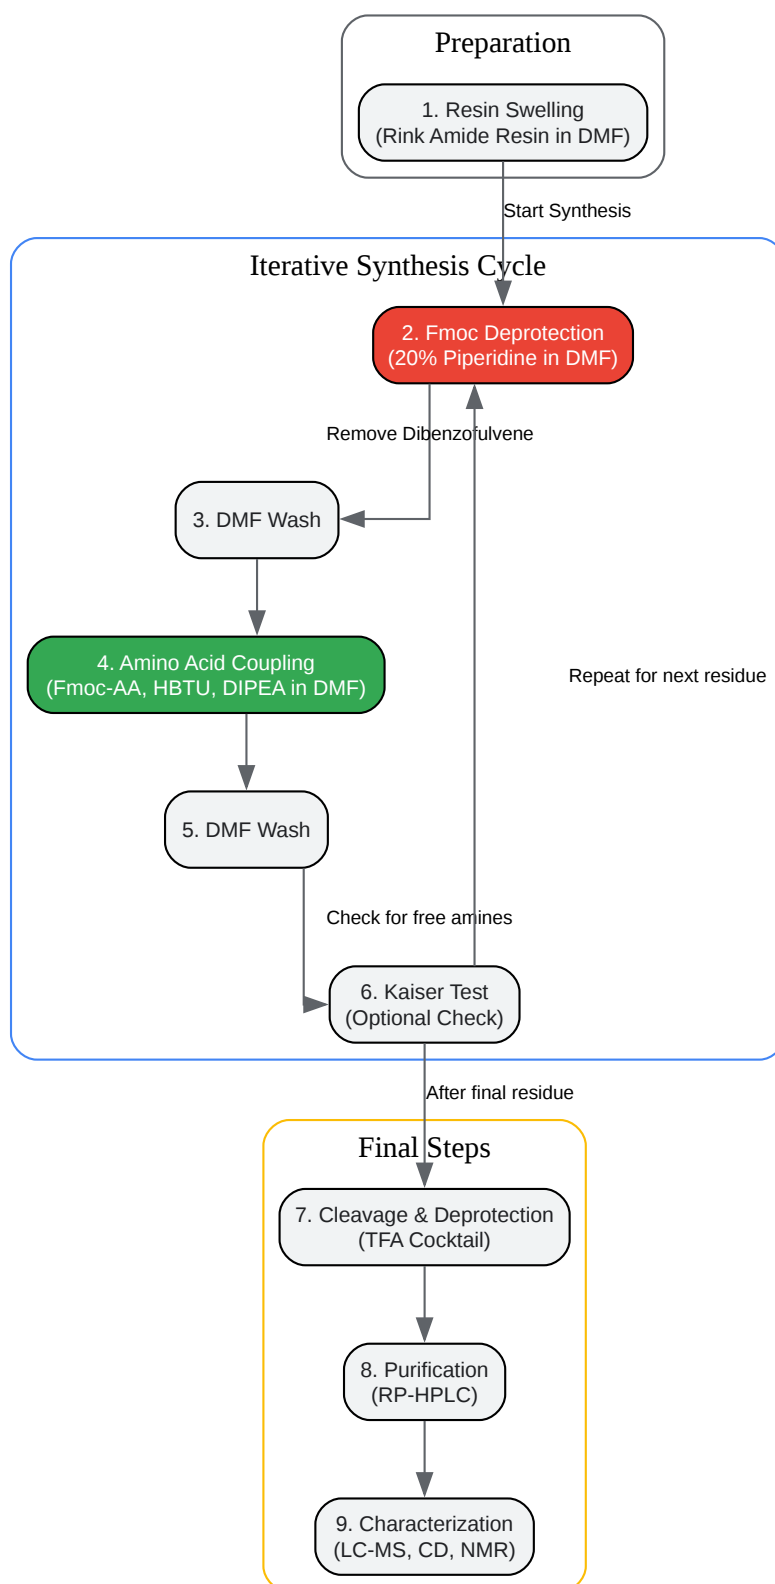 Preparation
1. Resin Swelling
(Rink Amide Resin in DMF)
Start Synthesis
Iterative Synthesis Cycle
2. Fmoc Deprotection
(20% Piperidine in DMF)
Remove Dibenzofulvene
3. DMF Wash
4. Amino Acid Coupling
(Fmoc-AA, HBTU, DIPEA in DMF)
Repeat for next residue
5. DMF Wash
Check for free amines
6. Kaiser Test
(Optional Check)
After final residue
Final Steps
7. Cleavage & Deprotection
(TFA Cocktail)
8. Purification
(RP-HPLC)
9. Characterization
(LC-MS, CD, NMR)